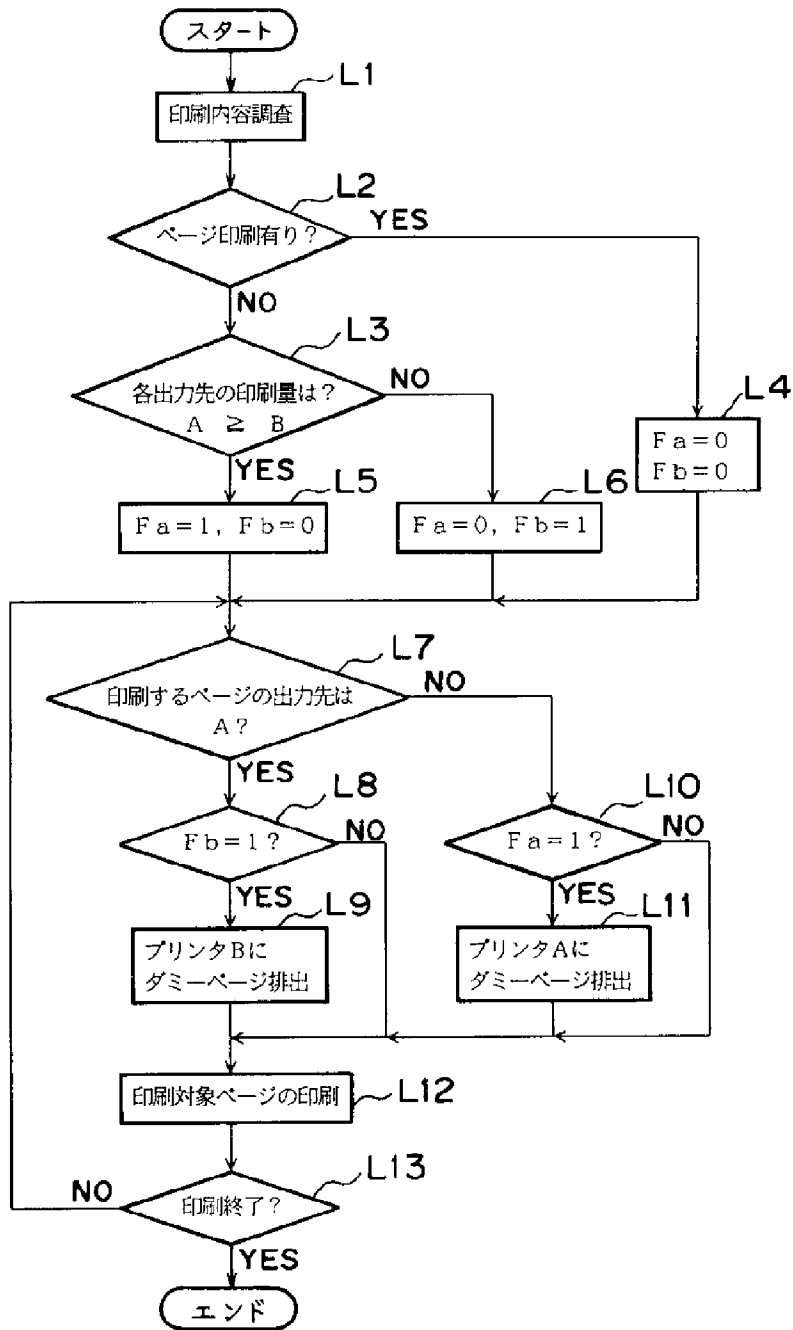 スタート
L1
印刷内容調査
L2
ページ印刷有り？
YES
NO
L3
各出力先の印刷量は？
A ≧ B
NO
YES
L4
Fa＝0
Fb＝0
L5
Fa＝1, Fb＝0
L6
Fa＝0, Fb＝1
L7
印刷するページの出力先は
A？
NO
YES
L8
Fb＝1？
NO
YES
L10
Fa＝1？
NO
YES
L9
プリンタBに
ダミーページ排出
L11
プリンタAに
ダミーページ排出
印刷対象ページの印刷
L12
L13
印刷終了？
NO
YES
エンド